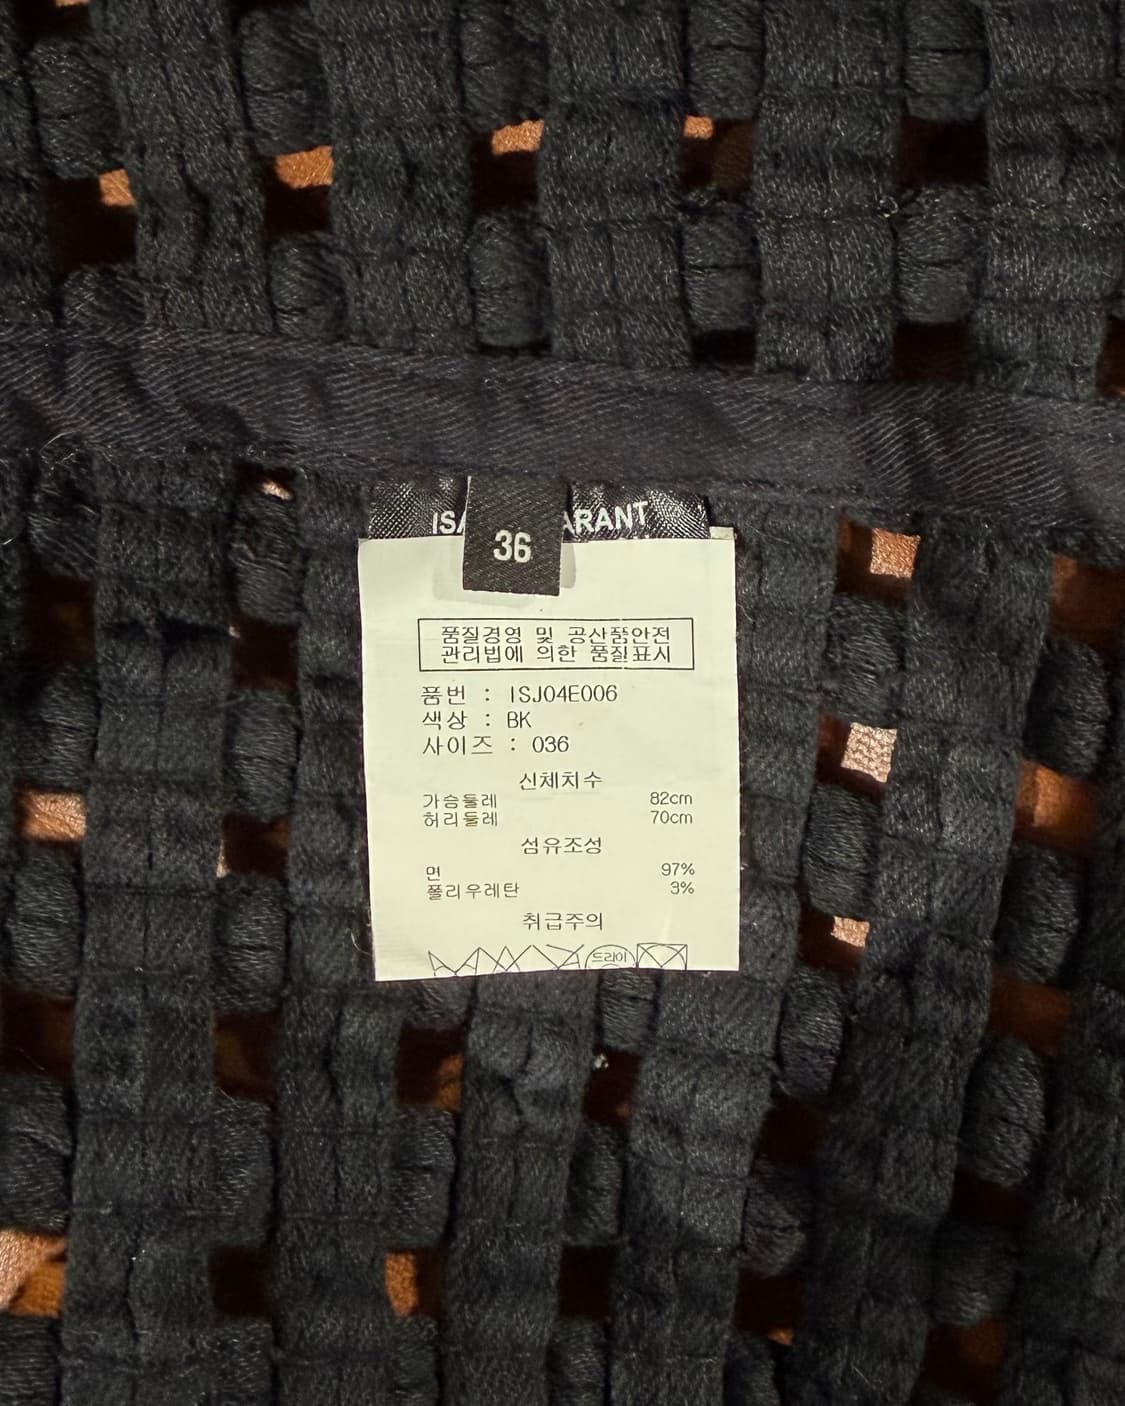 ISA ARANT
36
품질경영 및 공산품안전
관리법에 의한 품질표시
품번 : ISJ04E006
색상 : BK
사이즈 : 036
신체치수
가슴둘레 82cm
허리둘레 70cm
섬유조성
면 97%
폴리우레탄 3%
취급주의
드라이